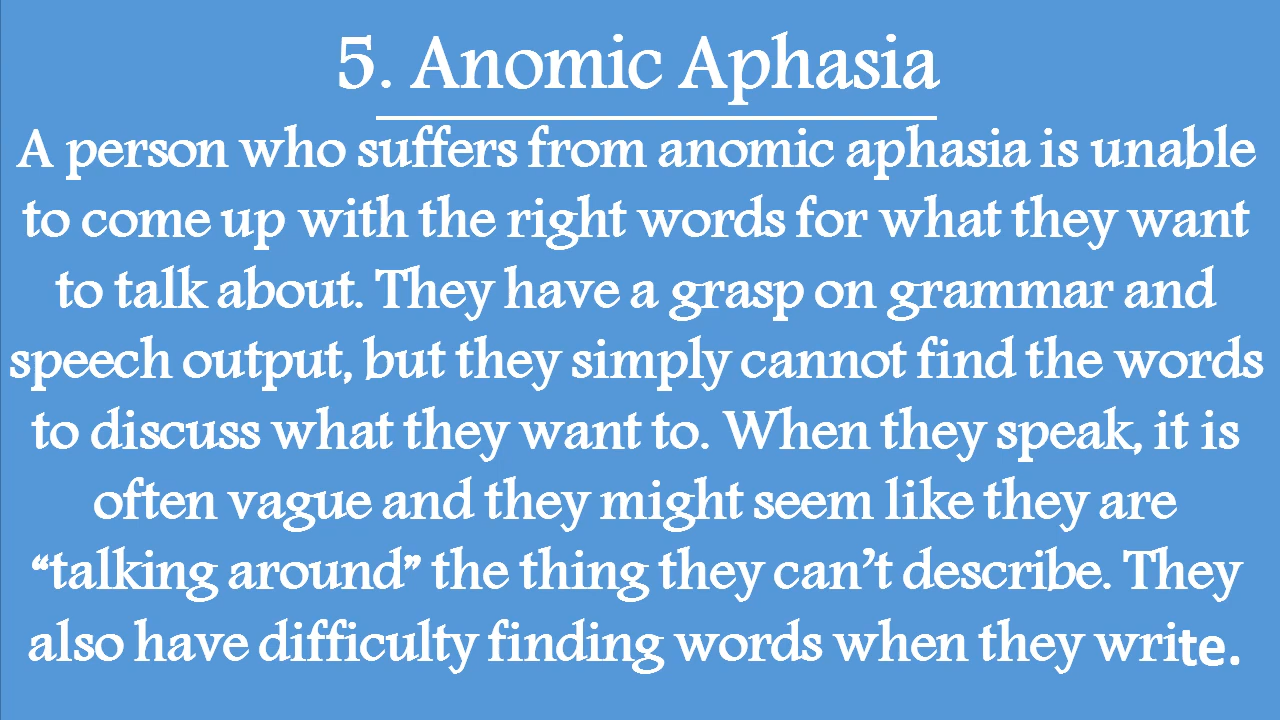 5. Anomic Aphasia
A person who suffers from anomic aphasia is unable
to come up with the right words for what they want
to talk about. They have a grasp on grammar and
speech output, but they simply cannot find the words
to discuss what they want to. When they speak, it is
often vague and they might seem like they are
“talking around” the thing they can’t describe. They
also have difficulty finding words when they write.